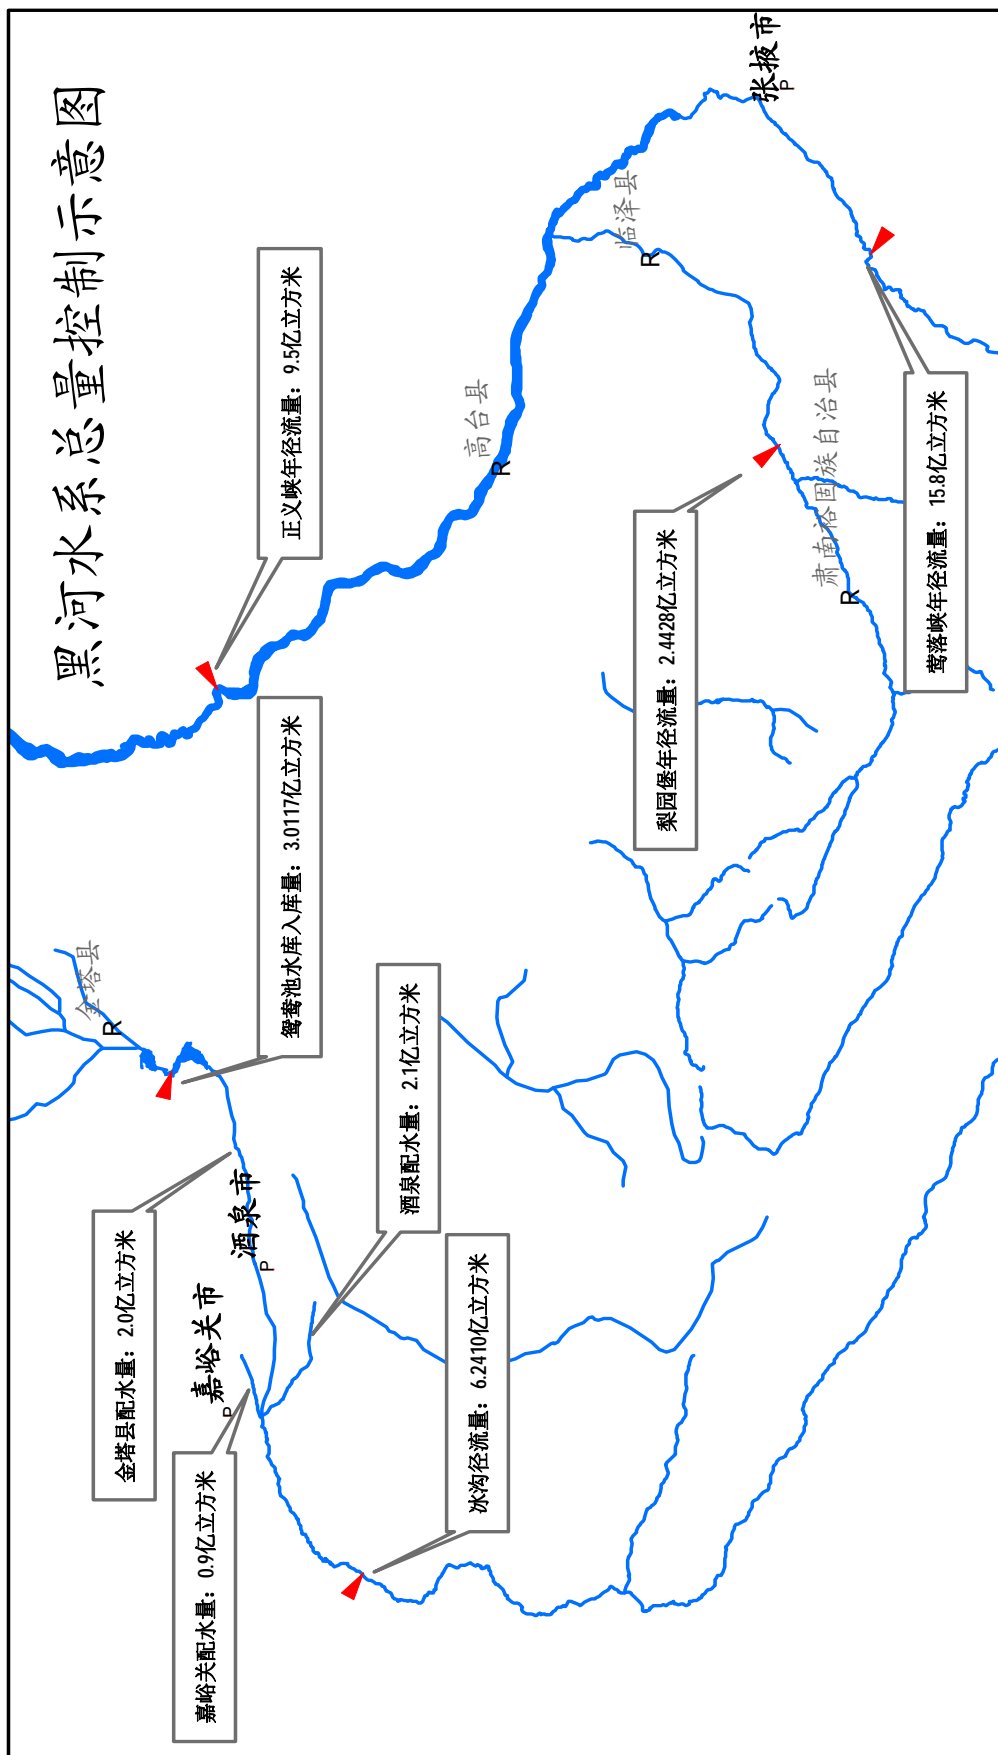 黑河水系总量控制示意图
嘉峪关配水量：0.9亿立方米
金塔县配水量：2.0亿立方米
嘉峪关市
P
酒泉市
P
金塔县
R
鸳鸯池水库入库量：3.0117亿立方米
正义峡年径流量：9.5亿立方米
冰沟径流量：6.2410亿立方米
酒泉配水量：2.1亿立方米
高台县
R
临泽县
R
张掖市
P
梨园堡年径流量：2.4428亿立方米
肃南裕固族自治县
R
莺落峡年径流量：15.8亿立方米